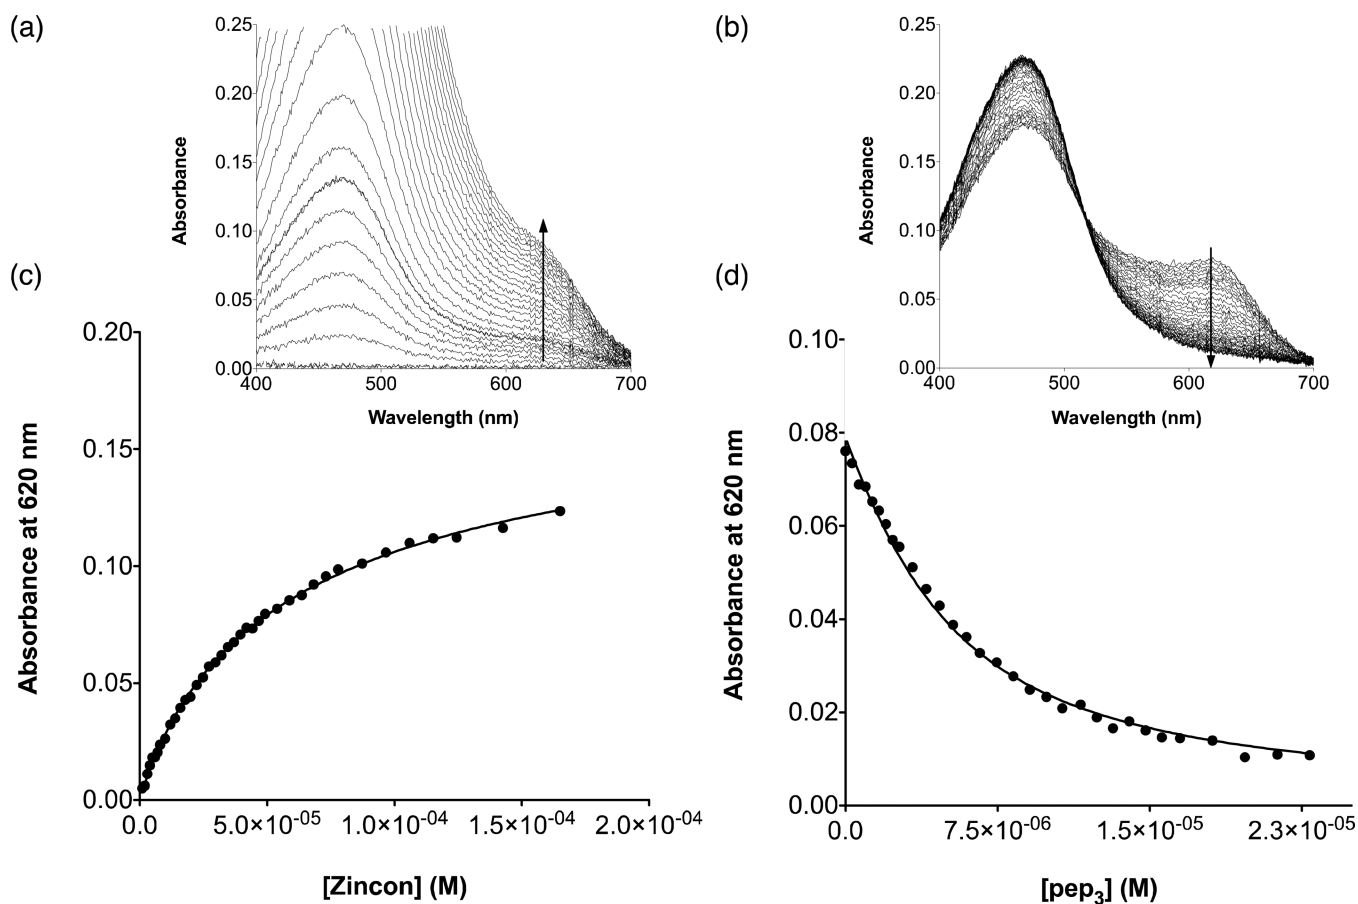 (a)
0.25
0.20
0.15
0.10
0.05
0.00
Absorbance
400 500 600 700
Wavelength (nm)
(b)
0.25
0.20
0.15
0.10
0.05
0.00
Absorbance
400 500 600 700
Wavelength (nm)
(c)
0.20
0.15
0.10
0.05
0.00
Absorbance at 620 nm
0.0 5.0×10⁻⁰⁵ 1.0×10⁻⁰⁴ 1.5×10⁻⁰⁴ 2.0×10⁻⁰⁴
[Zincon] (M)
(d)
0.10
0.08
0.06
0.04
0.02
0.00
Absorbance at 620 nm
0.0 7.5×10⁻⁰⁶ 1.5×10⁻⁰⁵ 2.3×10⁻⁰⁵
[pep₃] (M)